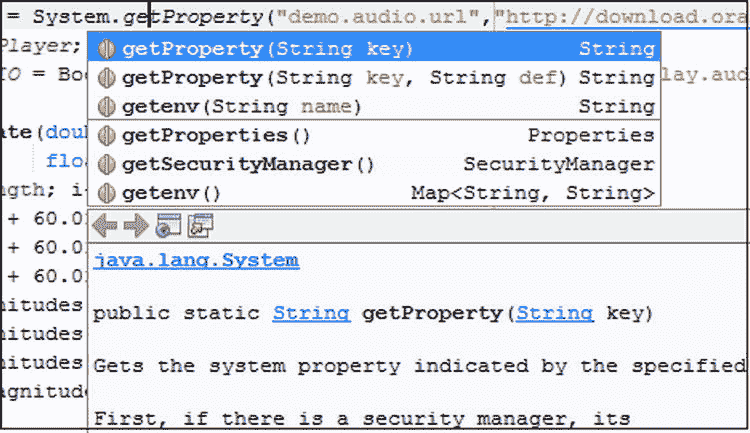 = System.getProperty("demo.audio.url","http://download.ora
Player;
getProperty(String key) String
IO = Boo
getProperty(String key, String def) String
lay.aud
getenv(String name) String
ate(doub
getProperties() Properties
floa
getSecurityManager() SecurityManager
ngth; i
getenv() Map<String, String>
+ 60.0
+ 60.0
java.lang.System
+ 60.0
nitudes
public static String getProperty(String key)
nitudes
nitudes
Gets the system property indicated by the specified
agnitud
First, if there is a security manager, its